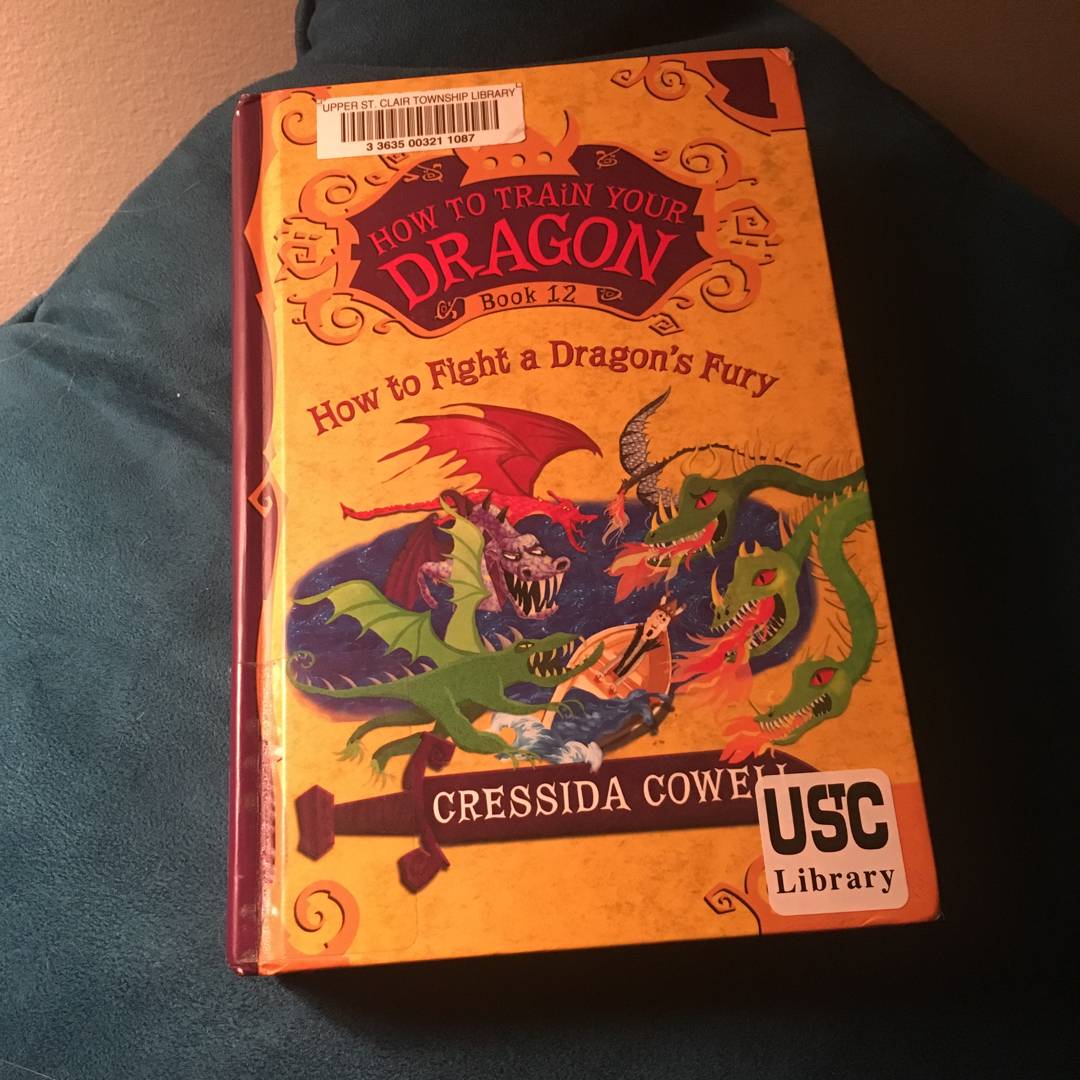 UPPER ST. CLAIR TOWNSHIP LIBRARY
3 3635 00321 1087
HOW TO TRAiN YOUR
DRAGON
Book 12
How to Fight a Dragon's Fury
CRESSIDA COWELL
USTC
Library